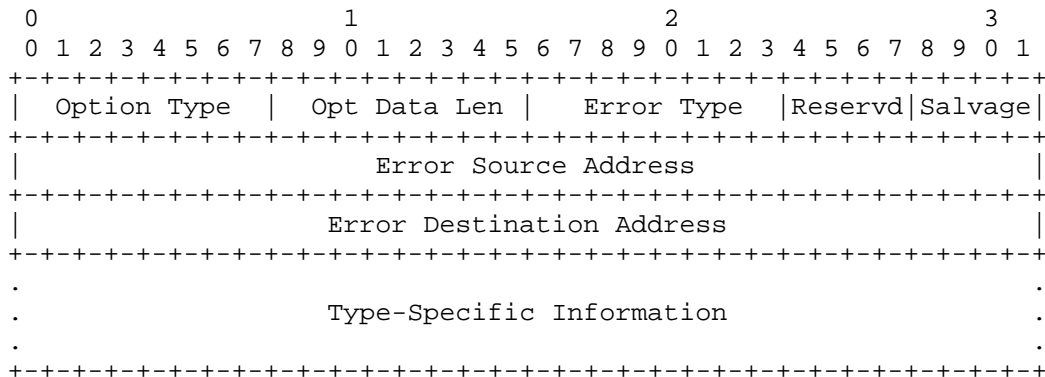 0                   1                   2                   3
 0 1 2 3 4 5 6 7 8 9 0 1 2 3 4 5 6 7 8 9 0 1 2 3 4 5 6 7 8 9 0 1
+-+-+-+-+-+-+-+-+-+-+-+-+-+-+-+-+-+-+-+-+-+-+-+-+-+-+-+-+-+-+-+-+
|  Option Type  |  Opt Data Len |   Error Type  |Reservd|Salvage|
+-+-+-+-+-+-+-+-+-+-+-+-+-+-+-+-+-+-+-+-+-+-+-+-+-+-+-+-+-+-+-+-+
|                      Error Source Address                     |
+-+-+-+-+-+-+-+-+-+-+-+-+-+-+-+-+-+-+-+-+-+-+-+-+-+-+-+-+-+-+-+-+
|                   Error Destination Address                   |
+-+-+-+-+-+-+-+-+-+-+-+-+-+-+-+-+-+-+-+-+-+-+-+-+-+-+-+-+-+-+-+-+
.                                                               .
.                   Type-Specific Information                   .
.                                                               .
+-+-+-+-+-+-+-+-+-+-+-+-+-+-+-+-+-+-+-+-+-+-+-+-+-+-+-+-+-+-+-+-+